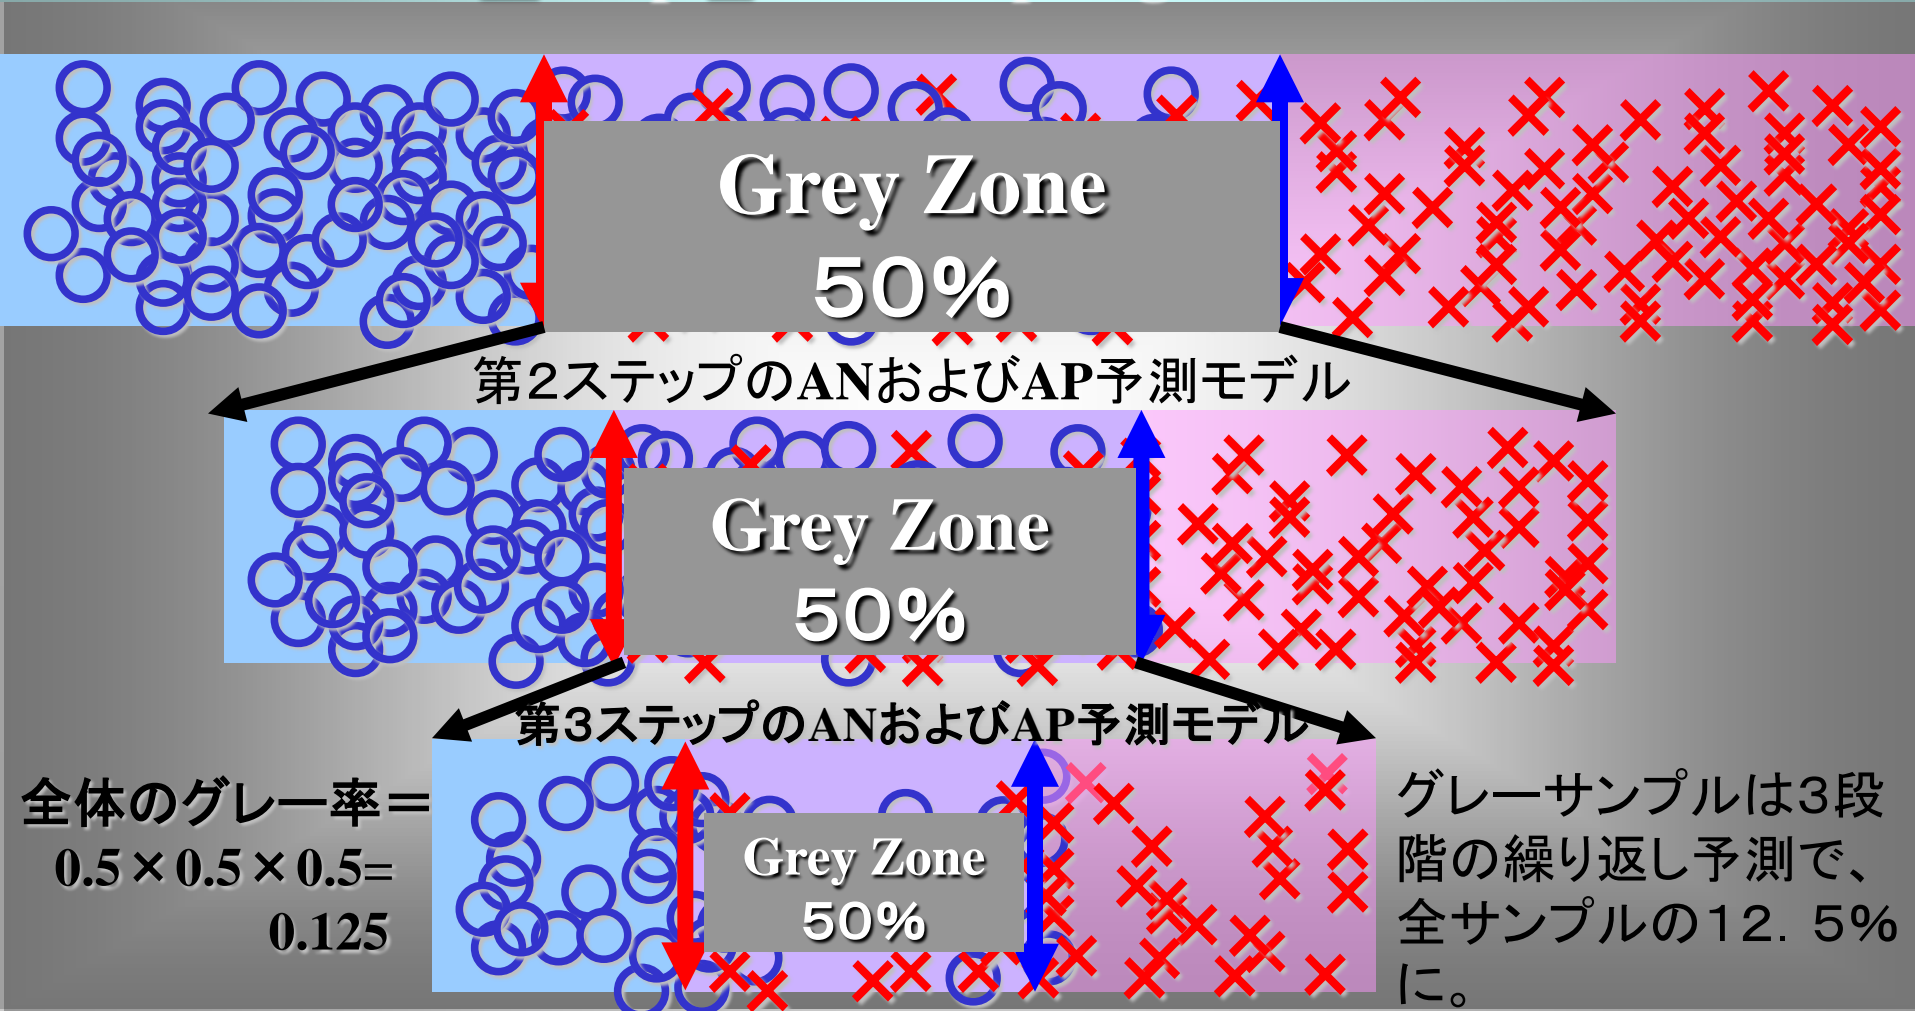 Grey Zone
５０％
第２ステップのANおよびAP予測モデル
Grey Zone
５０％
第３ステップのANおよびAP予測モデル
Grey Zone
５０％
全体のグレー率＝
0.5×0.5×0.5=
0.125
グレーサンプルは３段
階の繰り返し予測で、
全サンプルの１２．５％
に。